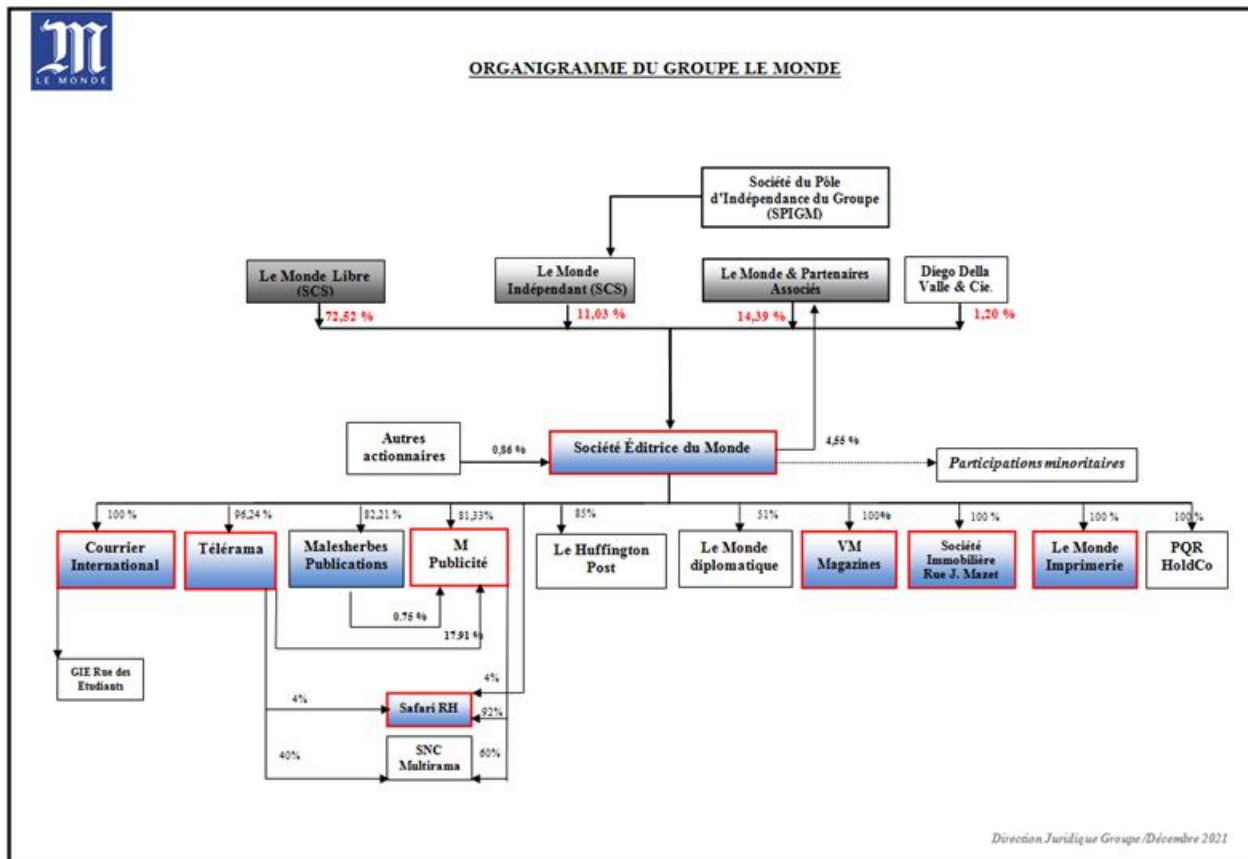 M
LE MONDE
ORGANIGRAMME DU GROUPE LE MONDE
Société du Pôle
d'Indépendance du Groupe
(SPIGM)
Le Monde Libre
(SCS)
Le Monde
Indépendant (SCS)
Le Monde & Partenaires
Associés
Diego Della
Valle & Cie.
72,52 %
11,03 %
14,39 %
1,20 %
Autres
actionnaires
0,86 %
Société Éditrice du Monde
4,55 %
Participations minoritaires
100 %
96,24 %
82,21 %
81,33%
85%
51%
100%
100 %
100 %
100 %
Courrier
International
Télérama
Malesherbes
Publications
M
Publicité
Le Huffington
Post
Le Monde
diplomatique
VM
Magazines
Société
Immobilière
Rue J. Mazet
Le Monde
Imprimerie
PQR
HoldCo
0.75 %
17.91 %
GIE Rue des
Etudiants
4%
4%
Safari RH
92%
40%
SNC
Multirama
60%
Direction Juridique Groupe /Décembre 2021